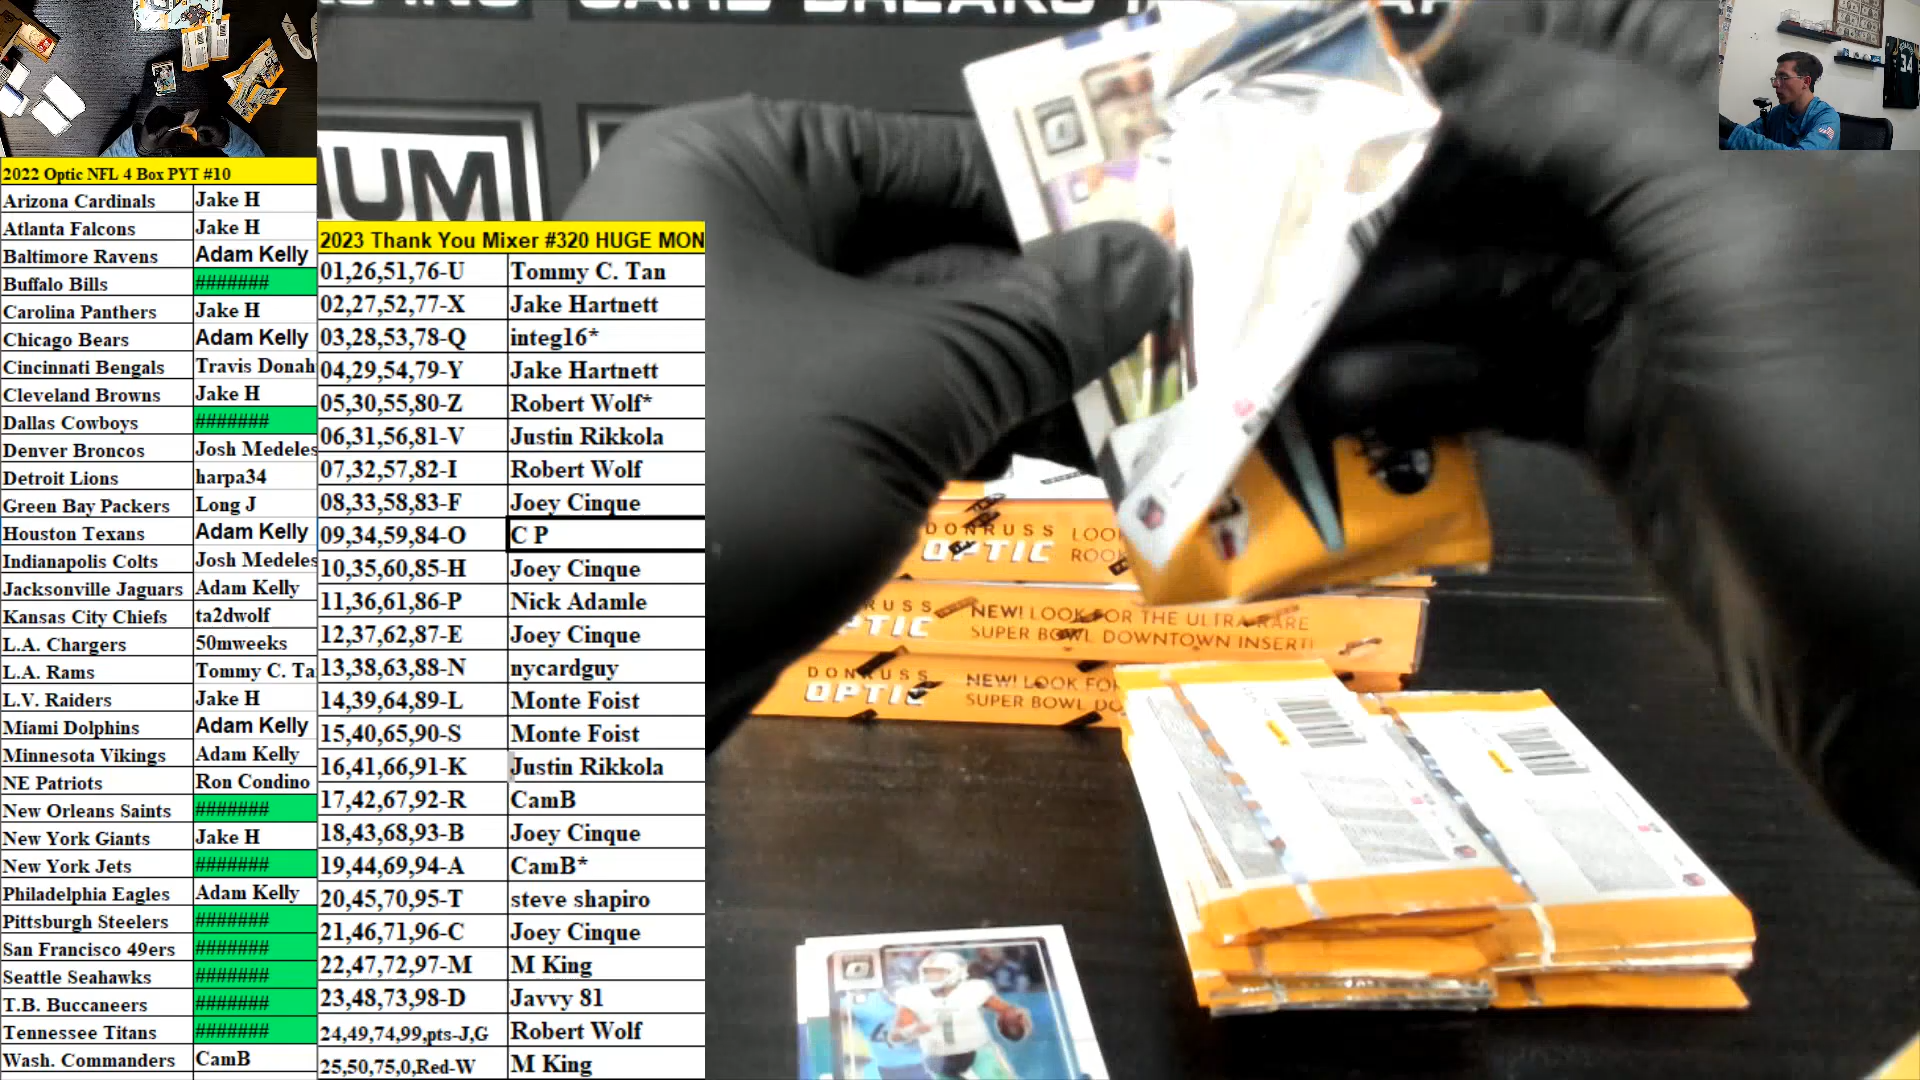 2022 Optic NFL 4 Box PYT #10
Arizona Cardinals Jake H
Atlanta Falcons Jake H
Baltimore Ravens Adam Kelly
Buffalo Bills #######
Carolina Panthers Jake H
Chicago Bears Adam Kelly
Cincinnati Bengals Travis Donah
Cleveland Browns Jake H
Dallas Cowboys #######
Denver Broncos Josh Medeles
Detroit Lions harpa34
Green Bay Packers Long J
Houston Texans Adam Kelly
Indianapolis Colts Josh Medeles
Jacksonville Jaguars Adam Kelly
Kansas City Chiefs ta2dwolf
L.A. Chargers 50mweeks
L.A. Rams Tommy C. Ta
L.V. Raiders Jake H
Miami Dolphins Adam Kelly
Minnesota Vikings Adam Kelly
NE Patriots Ron Condino
New Orleans Saints #######
New York Giants Jake H
New York Jets #######
Philadelphia Eagles Adam Kelly
Pittsburgh Steelers #######
San Francisco 49ers #######
Seattle Seahawks #######
T.B. Buccaneers #######
Tennessee Titans #######
Wash. Commanders CamB
2023 Thank You Mixer #320 HUGE MON
01,26,51,76-U Tommy C. Tan
02,27,52,77-X Jake Hartnett
03,28,53,78-Q integ16*
04,29,54,79-Y Jake Hartnett
05,30,55,80-Z Robert Wolf*
06,31,56,81-V Justin Rikkola
07,32,57,82-I Robert Wolf
08,33,58,83-F Joey Cinque
09,34,59,84-O C P
10,35,60,85-H Joey Cinque
11,36,61,86-P Nick Adamle
12,37,62,87-E Joey Cinque
13,38,63,88-N nycardguy
14,39,64,89-L Monte Foist
15,40,65,90-S Monte Foist
16,41,66,91-K Justin Rikkola
17,42,67,92-R CamB
18,43,68,93-B Joey Cinque
19,44,69,94-A CamB*
20,45,70,95-T steve shapiro
21,46,71,96-C Joey Cinque
22,47,72,97-M M King
23,48,73,98-D Javvy 81
24,49,74,99,pts-J,G Robert Wolf
25,50,75,0,Red-W M King
CARD BREAKS
IUM
DONRUSS
OPTIC
LOO
ROO
RUSS
PTIC
NEW! LOOK FOR THE ULTRA-RARE
SUPER BOWL DOWNTOWN INSERT!
DONRUSS
OPTIC
NEW! LOOK FO
SUPER BOWL DO
1
34